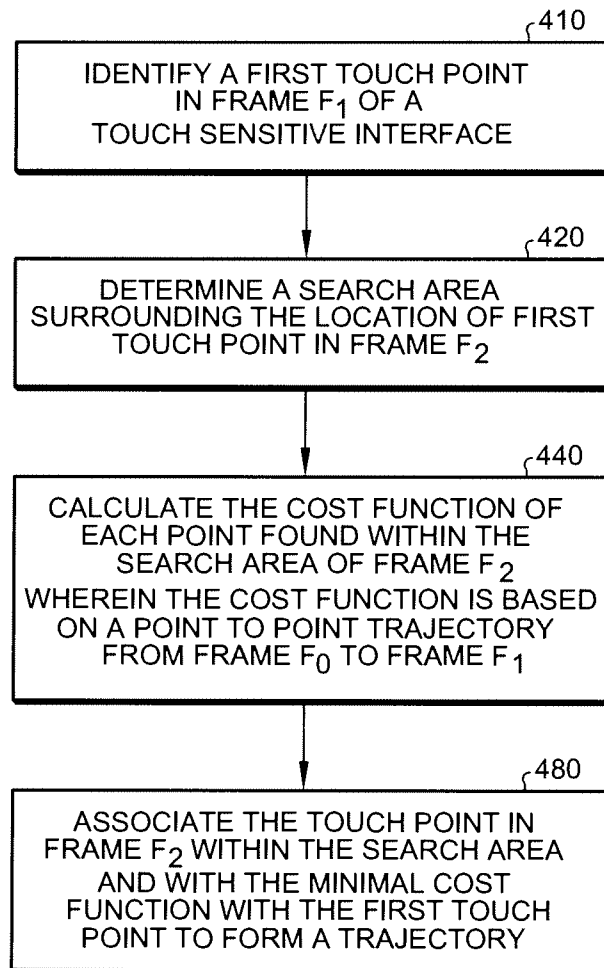 410
IDENTIFY A FIRST TOUCH POINT
IN FRAME F1 OF A
TOUCH SENSITIVE INTERFACE
420
DETERMINE A SEARCH AREA
SURROUNDING THE LOCATION OF FIRST
TOUCH POINT IN FRAME F2
440
CALCULATE THE COST FUNCTION OF
EACH POINT FOUND WITHIN THE
SEARCH AREA OF FRAME F2
WHEREIN THE COST FUNCTION IS BASED
ON A POINT TO POINT TRAJECTORY
FROM FRAME F0 TO FRAME F1
480
ASSOCIATE THE TOUCH POINT IN
FRAME F2 WITHIN THE SEARCH AREA
AND WITH THE MINIMAL COST
FUNCTION WITH THE FIRST TOUCH
POINT TO FORM A TRAJECTORY